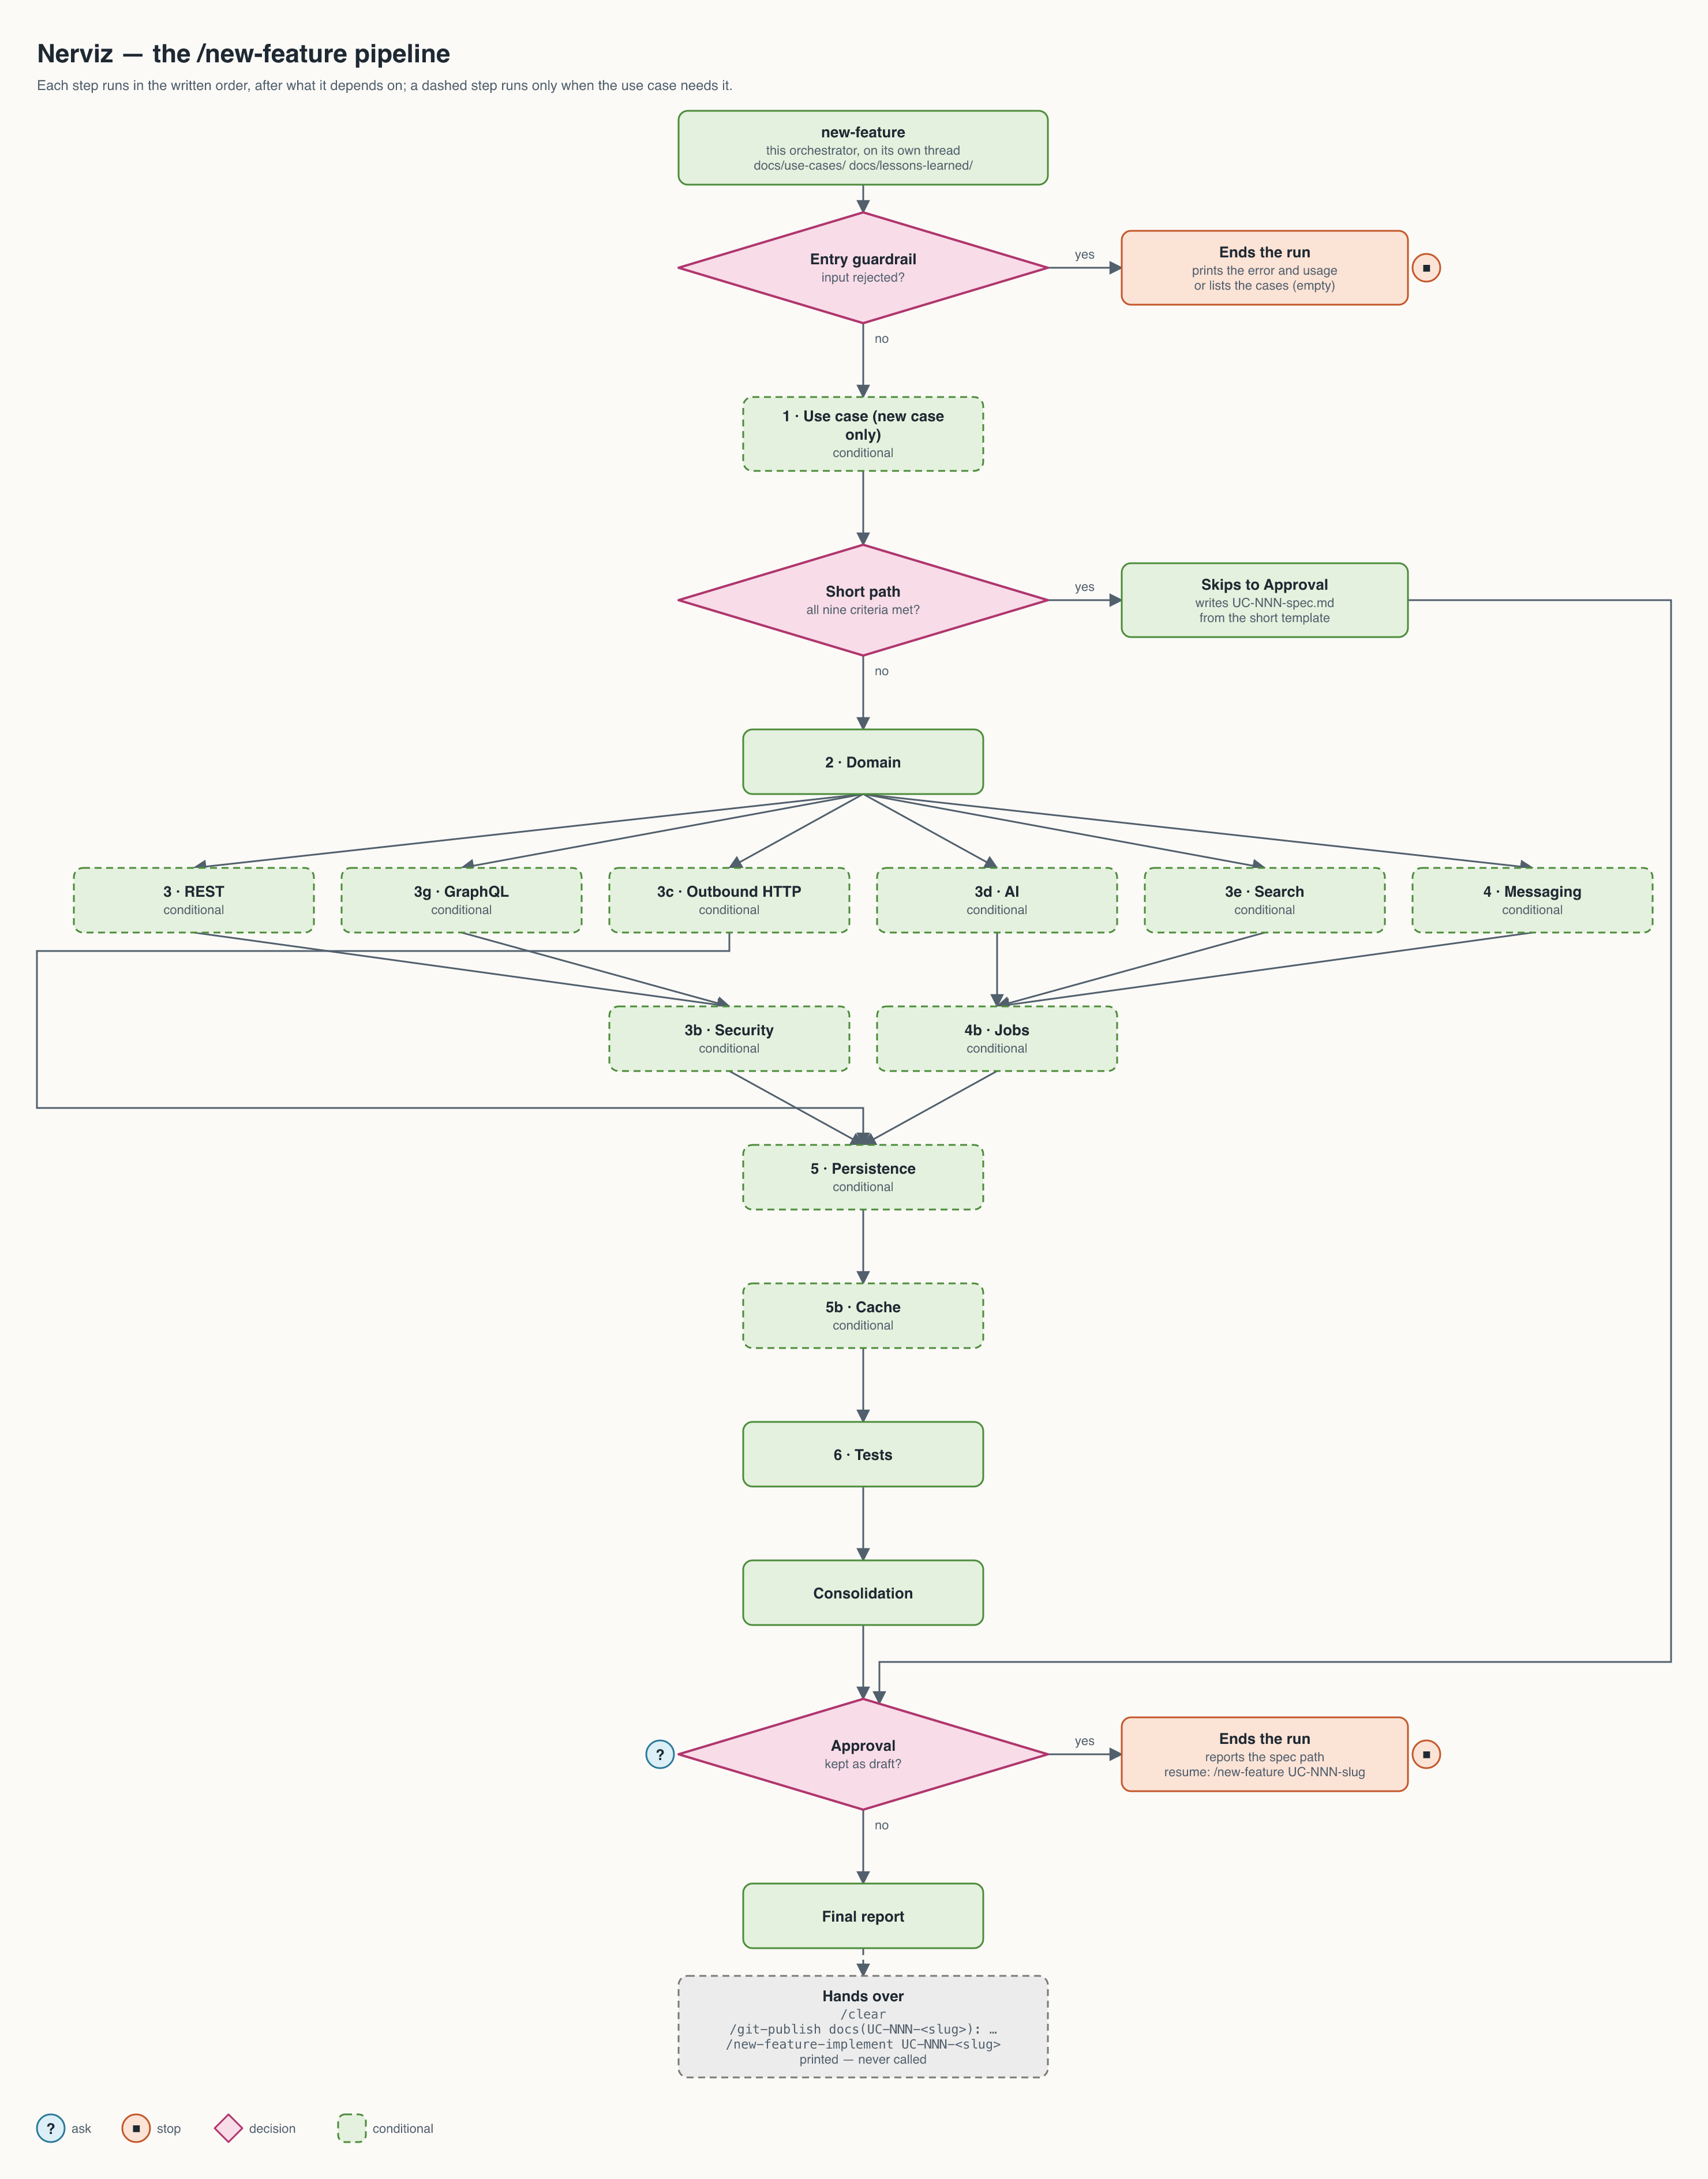 Nerviz — the /new-feature pipeline
Each step runs in the written order, after what it depends on; a dashed step runs only when the use case needs it.
new-feature
this orchestrator, on its own thread
docs/use-cases/ docs/lessons-learned/
Entry guardrail
input rejected?
yes
Ends the run
prints the error and usage
or lists the cases (empty)
■
no
1 · Use case (new case
only)
conditional
Short path
all nine criteria met?
yes
Skips to Approval
writes UC-NNN-spec.md
from the short template
no
2 · Domain
3 · REST
conditional
3g · GraphQL
conditional
3c · Outbound HTTP
conditional
3d · AI
conditional
3e · Search
conditional
4 · Messaging
conditional
3b · Security
conditional
4b · Jobs
conditional
5 · Persistence
conditional
5b · Cache
conditional
6 · Tests
Consolidation
?
Approval
kept as draft?
yes
Ends the run
reports the spec path
resume: /new-feature UC-NNN-slug
■
no
Final report
Hands over
/clear
/git-publish docs(UC-NNN-<slug>): …
/new-feature-implement UC-NNN-<slug>
printed — never called
? ask
■ stop
decision
conditional